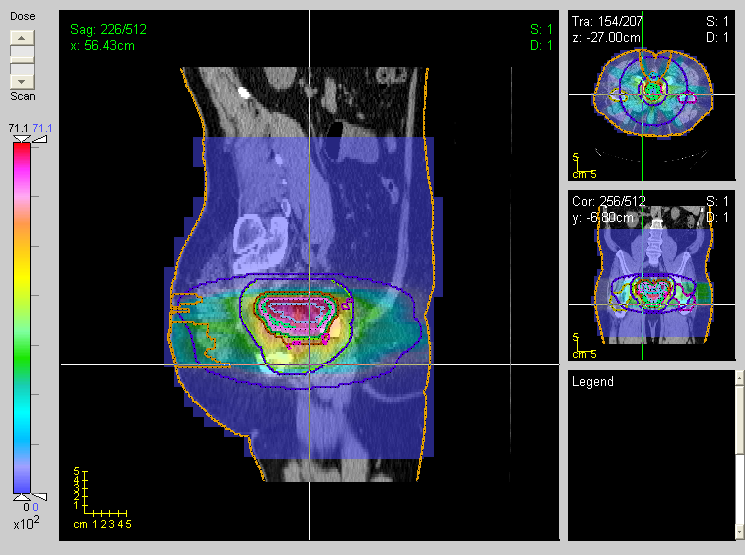 Dose
Scan
71.1 71.1
0 0
x10²
Sag: 226/512
x: 56.43cm
S: 1
D: 1
5
4
3
2
1
cm 1 2 3 4 5
Tra: 154/207
z: -27.00cm
S: 1
D: 1
5
cm 5
Cor: 256/512
y: -6.80cm
S: 1
D: 1
5
cm 5
Legend